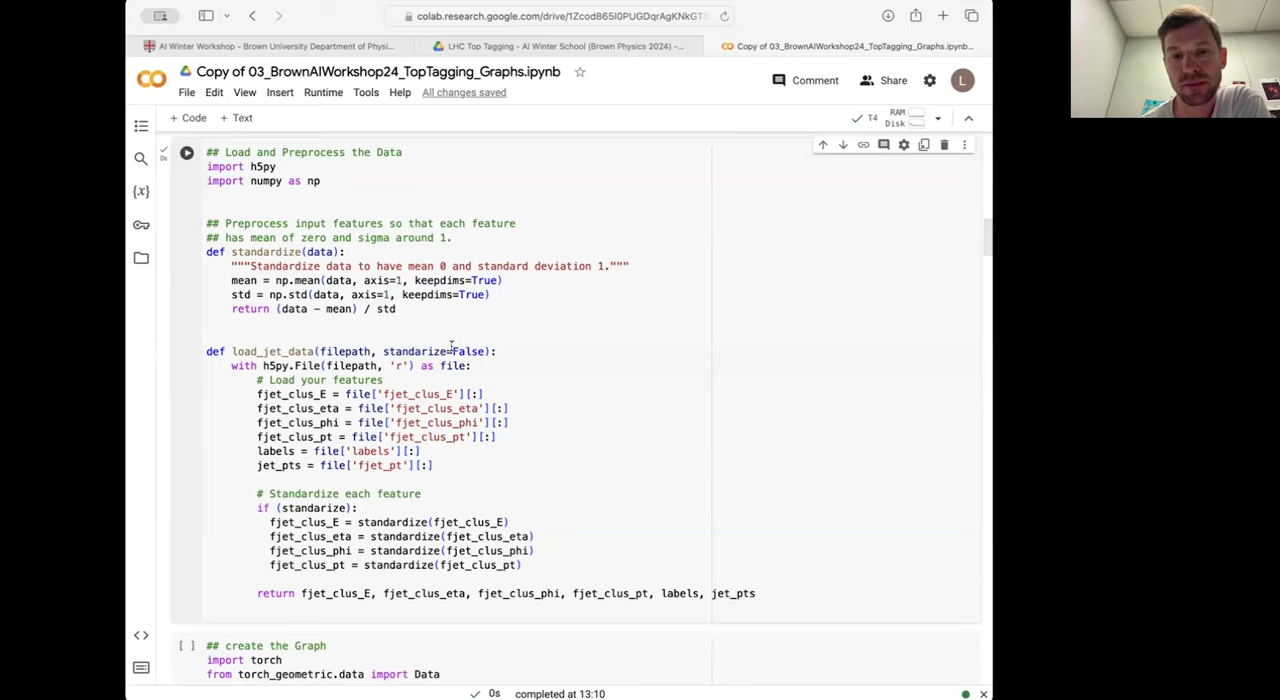 colab.research.google.com/drive/1Zcod865I0PUGDqrAgKNkGTS
AI Winter Workshop - Brown University Department of Physi...
LHC Top Tagging - AI Winter School (Brown Physics 2024) -...
Copy of 03_BrownAIWorkshop24_TopTagging_Graphs.ipynb...
Copy of 03_BrownAIWorkshop24_TopTagging_Graphs.ipynb
Comment
Share
L
File Edit View Insert Runtime Tools Help All changes saved
+ Code + Text
T4
RAM
Disk
0s
## Load and Preprocess the Data
import h5py
import numpy as np
## Preprocess input features so that each feature
## has mean of zero and sigma around 1.
def standardize(data):
"""Standardize data to have mean 0 and standard deviation 1."""
mean = np.mean(data, axis=1, keepdims=True)
std = np.std(data, axis=1, keepdims=True)
return (data - mean) / std
def load_jet_data(filepath, standarize=False):
with h5py.File(filepath, 'r') as file:
# Load your features
fjet_clus_E = file['fjet_clus_E'][:]
fjet_clus_eta = file['fjet_clus_eta'][:]
fjet_clus_phi = file['fjet_clus_phi'][:]
fjet_clus_pt = file['fjet_clus_pt'][:]
labels = file['labels'][:]
jet_pts = file['fjet_pt'][:]
# Standardize each feature
if (standarize):
fjet_clus_E = standardize(fjet_clus_E)
fjet_clus_eta = standardize(fjet_clus_eta)
fjet_clus_phi = standardize(fjet_clus_phi)
fjet_clus_pt = standardize(fjet_clus_pt)
return fjet_clus_E, fjet_clus_eta, fjet_clus_phi, fjet_clus_pt, labels, jet_pts
[ ] ## create the Graph
import torch
from torch_geometric.data import Data
0s completed at 13:10